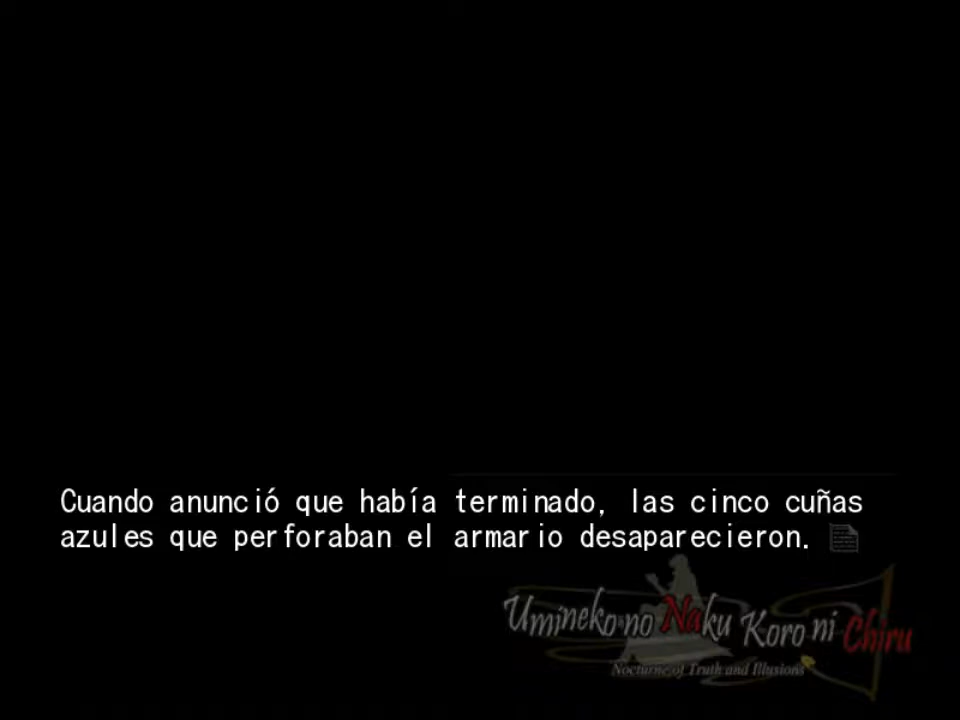 Cuando anunció que había terminado, las cinco cuñas
azules que perforaban el armario desaparecieron.
Umineko no Naku Koro ni Chiru
Nocturne of Truth and Illusions